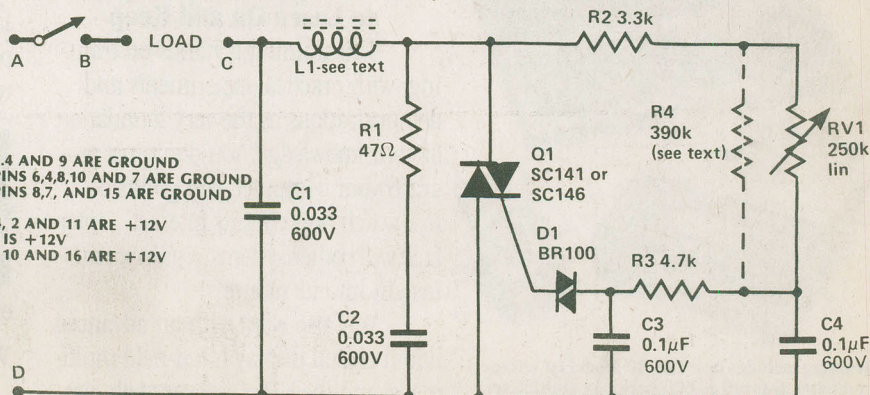 A
B
LOAD
C
L1-see text
R2 3.3k
R1
47Ω
R4
390k
(see text)
RV1
250k
lin
Q1
SC141 or
SC146
.4 AND 9 ARE GROUND
PINS 6,4,8,10 AND 7 ARE GROUND
PINS 8,7, AND 15 ARE GROUND
, 2 AND 11 ARE +12V
IS +12V
10 AND 16 ARE +12V
C1
0.033
600V
D1
BR100
R3 4.7k
C2
0.033
600V
C3
0.1µF
600V
C4
0.1µF
600V
D